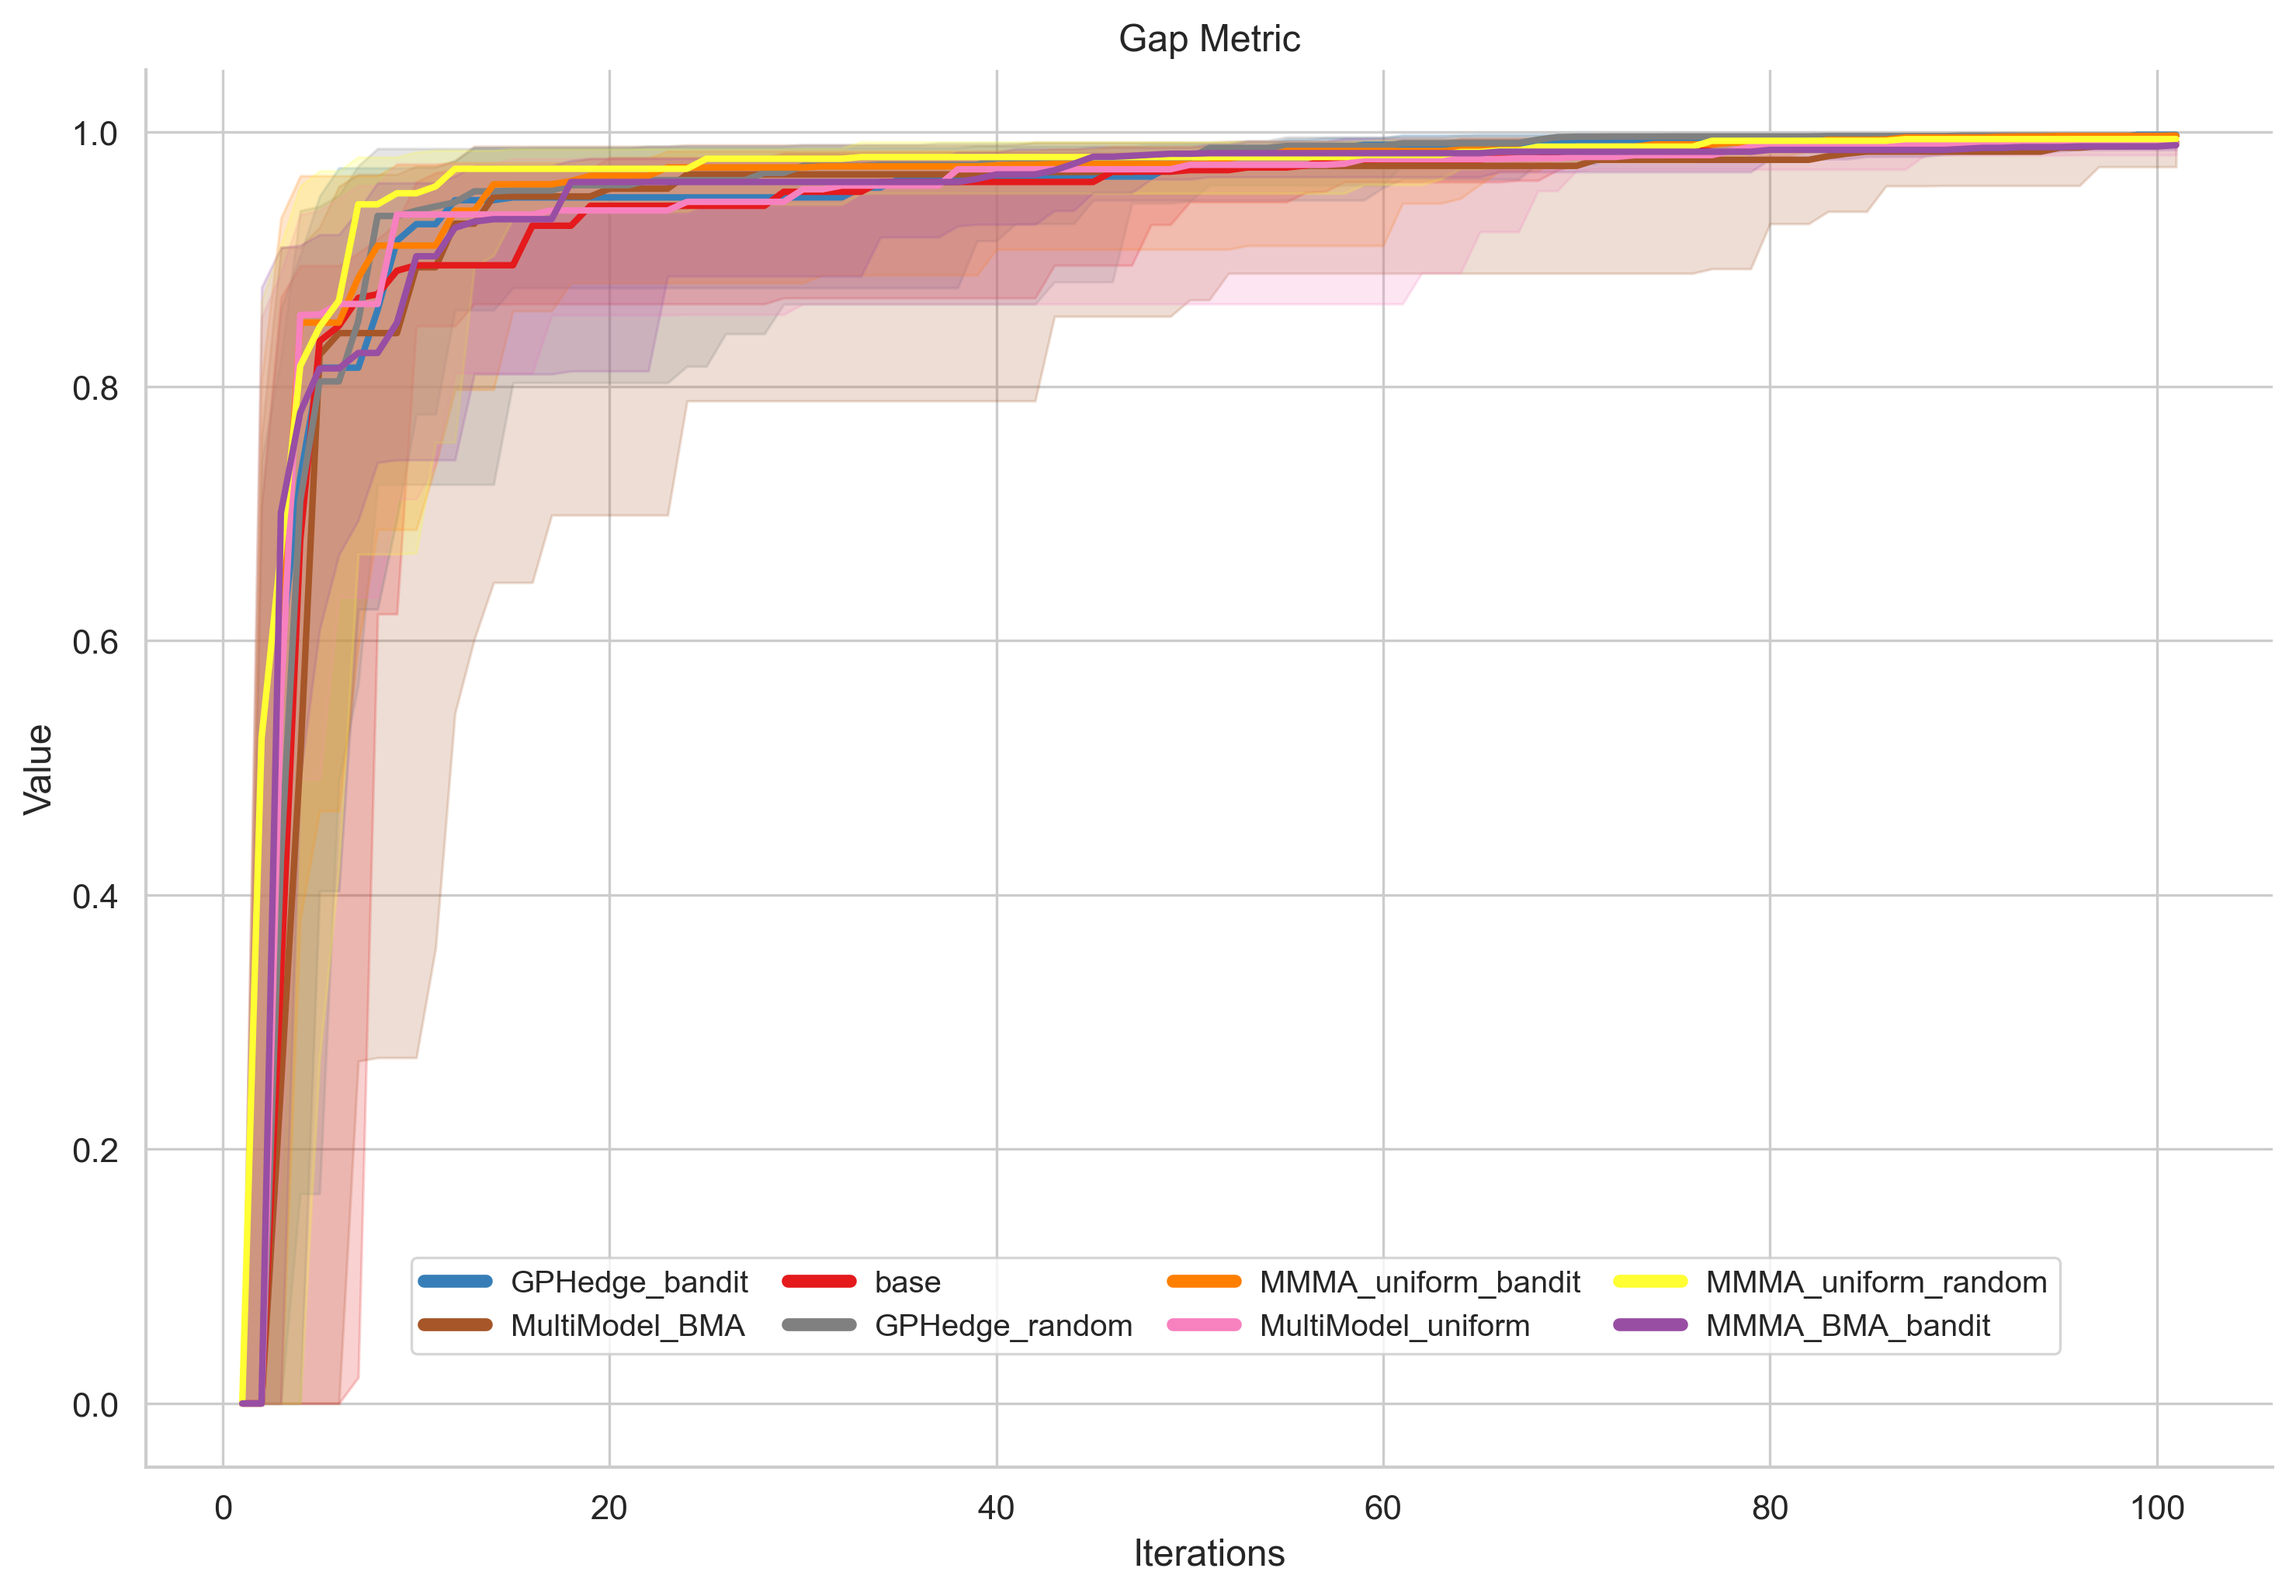 Gap Metric
1.0
0.8
0.6
0.4
0.2
0.0
Value
GPHedge_bandit base MMMA_uniform_bandit MMMA_uniform_random
MultiModel_BMA GPHedge_random MultiModel_uniform MMMA_BMA_bandit
0 20 40 60 80 100
Iterations